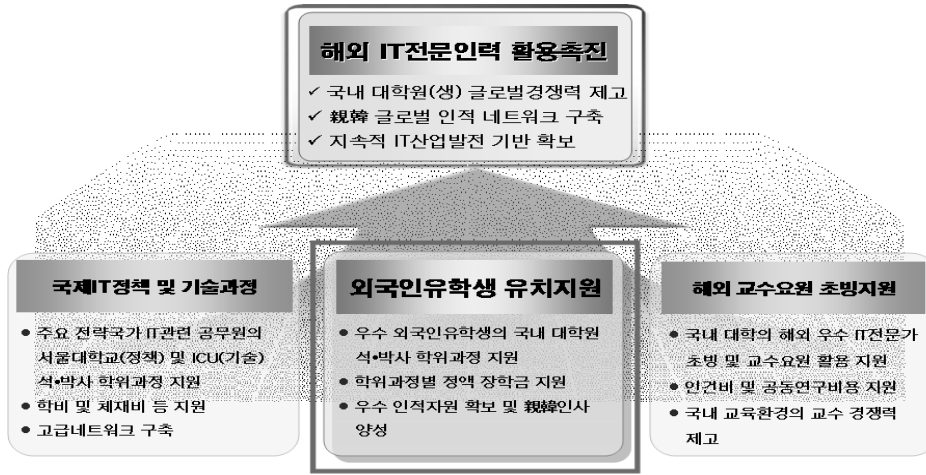 해외 IT전문인력 활용촉진
✓ 국내 대학원(생) 글로벌경쟁력 제고
✓ 親韓 글로벌 인적 네트워크 구축
✓ 지속적 IT산업발전 기반 확보
국제IT정책 및 기술과정
● 주요 전략국가 IT관련 공무원의
서울대학교(정책) 및 ICU(기술)
석•박사 학위과정 지원
● 학비 및 체재비 등 지원
● 고급네트워크 구축
외국인유학생 유치지원
● 우수 외국인유학생의 국내 대학원
석•박사 학위과정 지원
● 학위과정별 정액 장학금 지원
● 우수 인적자원 확보 및 親韓인사
양성
해외 교수요원 초빙지원
● 국내 대학의 해외 우수 IT전문가
초빙 및 교수요원 활용 지원
● 인건비 및 공동연구비용 지원
● 국내 교육환경의 교수 경쟁력
제고